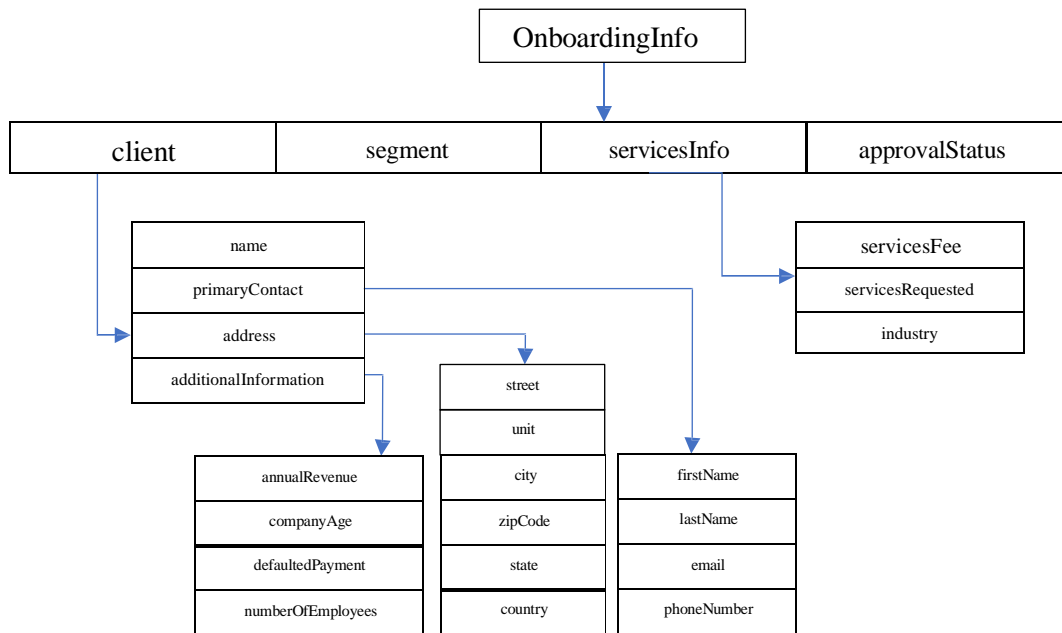 OnboardingInfo
client
segment
servicesInfo
approvalStatus
name
primaryContact
address
additionalInformation
servicesFee
servicesRequested
industry
street
unit
city
zipCode
state
country
annualRevenue
companyAge
defaultedPayment
numberOfEmployees
firstName
lastName
email
phoneNumber